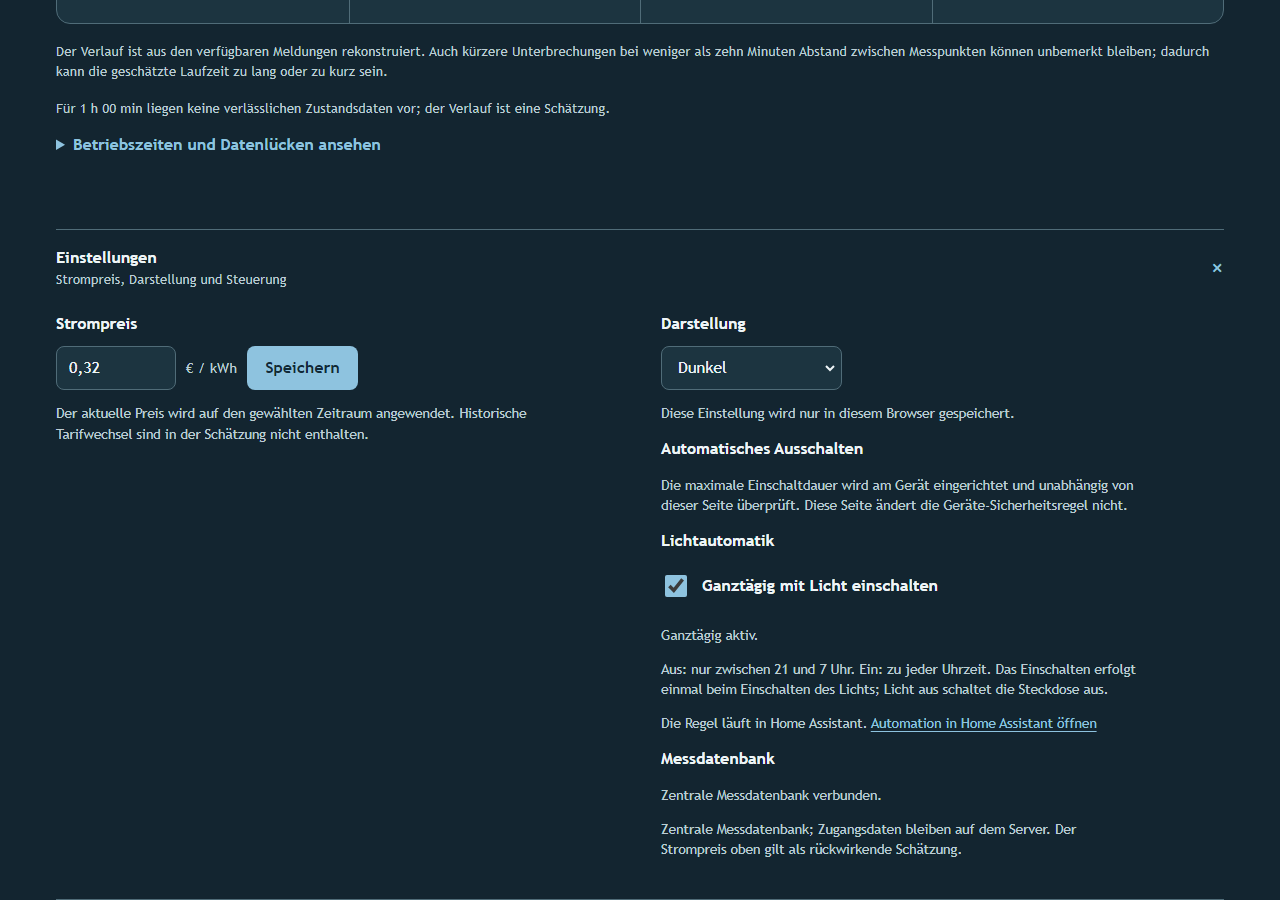 Der Verlauf ist aus den verfügbaren Meldungen rekonstruiert. Auch kürzere Unterbrechungen bei weniger als zehn Minuten Abstand zwischen Messpunkten können unbemerkt bleiben; dadurch
kann die geschätzte Laufzeit zu lang oder zu kurz sein.
Für 1 h 00 min liegen keine verlässlichen Zustandsdaten vor; der Verlauf ist eine Schätzung.
Betriebszeiten und Datenlücken ansehen
Einstellungen
Strompreis, Darstellung und Steuerung
×
Strompreis
0,32 € / kWh Speichern
Der aktuelle Preis wird auf den gewählten Zeitraum angewendet. Historische
Tarifwechsel sind in der Schätzung nicht enthalten.
Darstellung
Dunkel
Diese Einstellung wird nur in diesem Browser gespeichert.
Automatisches Ausschalten
Die maximale Einschaltdauer wird am Gerät eingerichtet und unabhängig von
dieser Seite überprüft. Diese Seite ändert die Geräte-Sicherheitsregel nicht.
Lichtautomatik
Ganztägig mit Licht einschalten
Ganztägig aktiv.
Aus: nur zwischen 21 und 7 Uhr. Ein: zu jeder Uhrzeit. Das Einschalten erfolgt
einmal beim Einschalten des Lichts; Licht aus schaltet die Steckdose aus.
Die Regel läuft in Home Assistant. Automation in Home Assistant öffnen
Messdatenbank
Zentrale Messdatenbank verbunden.
Zentrale Messdatenbank; Zugangsdaten bleiben auf dem Server. Der
Strompreis oben gilt als rückwirkende Schätzung.